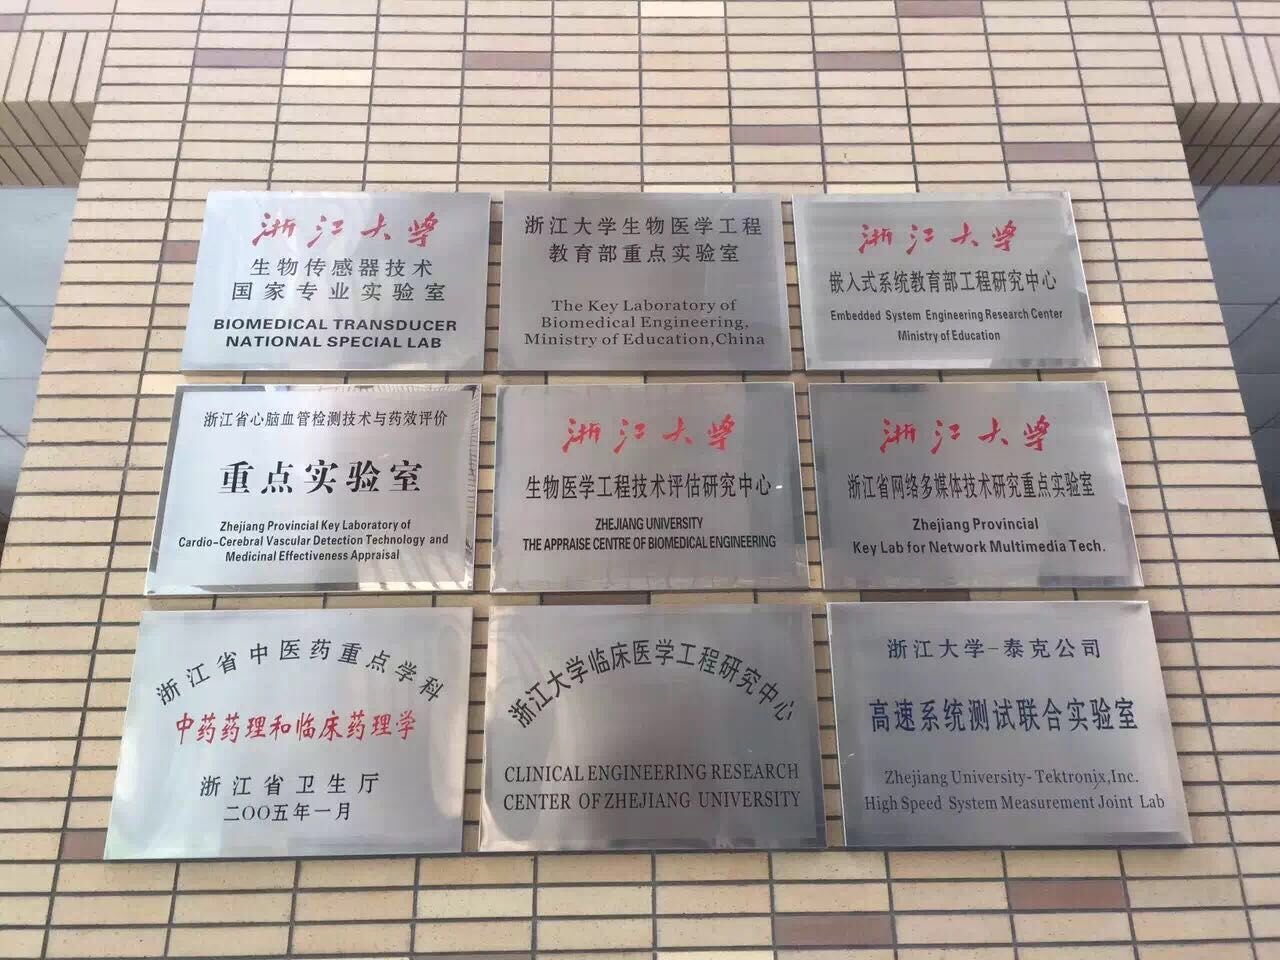 浙江大学
生物传感器技术
国家专业实验室
BIOMEDICAL TRANSDUCER
NATIONAL SPECIAL LAB
浙江大学生物医学工程
教育部重点实验室
The Key Laboratory of
Biomedical Engineering,
Ministry of Education,China
浙江大学
嵌入式系统教育部工程研究中心
Embedded System Engineering Research Center
Ministry of Education
浙江省心脑血管检测技术与药效评价
重点实验室
Zhejiang Provincial Key Laboratory of
Cardio-Cerebral Vascular Detection Technology and
Medicinal Effectiveness Appraisal
浙江大学
生物医学工程技术评估研究中心
ZHEJIANG UNIVERSITY
THE APPRAISE CENTRE OF BIOMEDICAL ENGINEERING
浙江大学
浙江省网络多媒体技术研究重点实验室
Zhejiang Provincial
Key Lab for Network Multimedia Tech.
浙江省中医药重点学科
中药药理和临床药理学
浙江省卫生厅
二〇〇五年一月
浙江大学临床医学工程研究中心
CLINICAL ENGINEERING RESEARCH
CENTER OF ZHEJIANG UNIVERSITY
浙江大学-泰克公司
高速系统测试联合实验室
Zhejiang University-Tektronix,Inc.
High Speed System Measurement Joint Lab